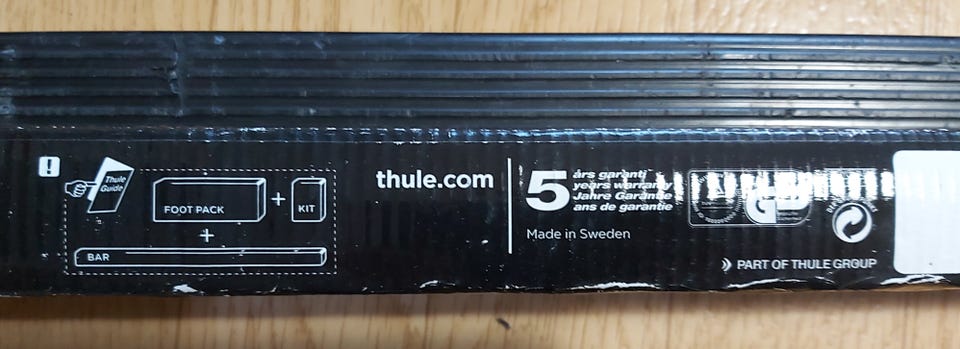 !
Thule
Guide
FOOT PACK
+
KIT
+
BAR
thule.com
5
års garanti
years warranty
Jahre Garantie
ans de garantie
Made in Sweden
GS
PART OF THULE GROUP